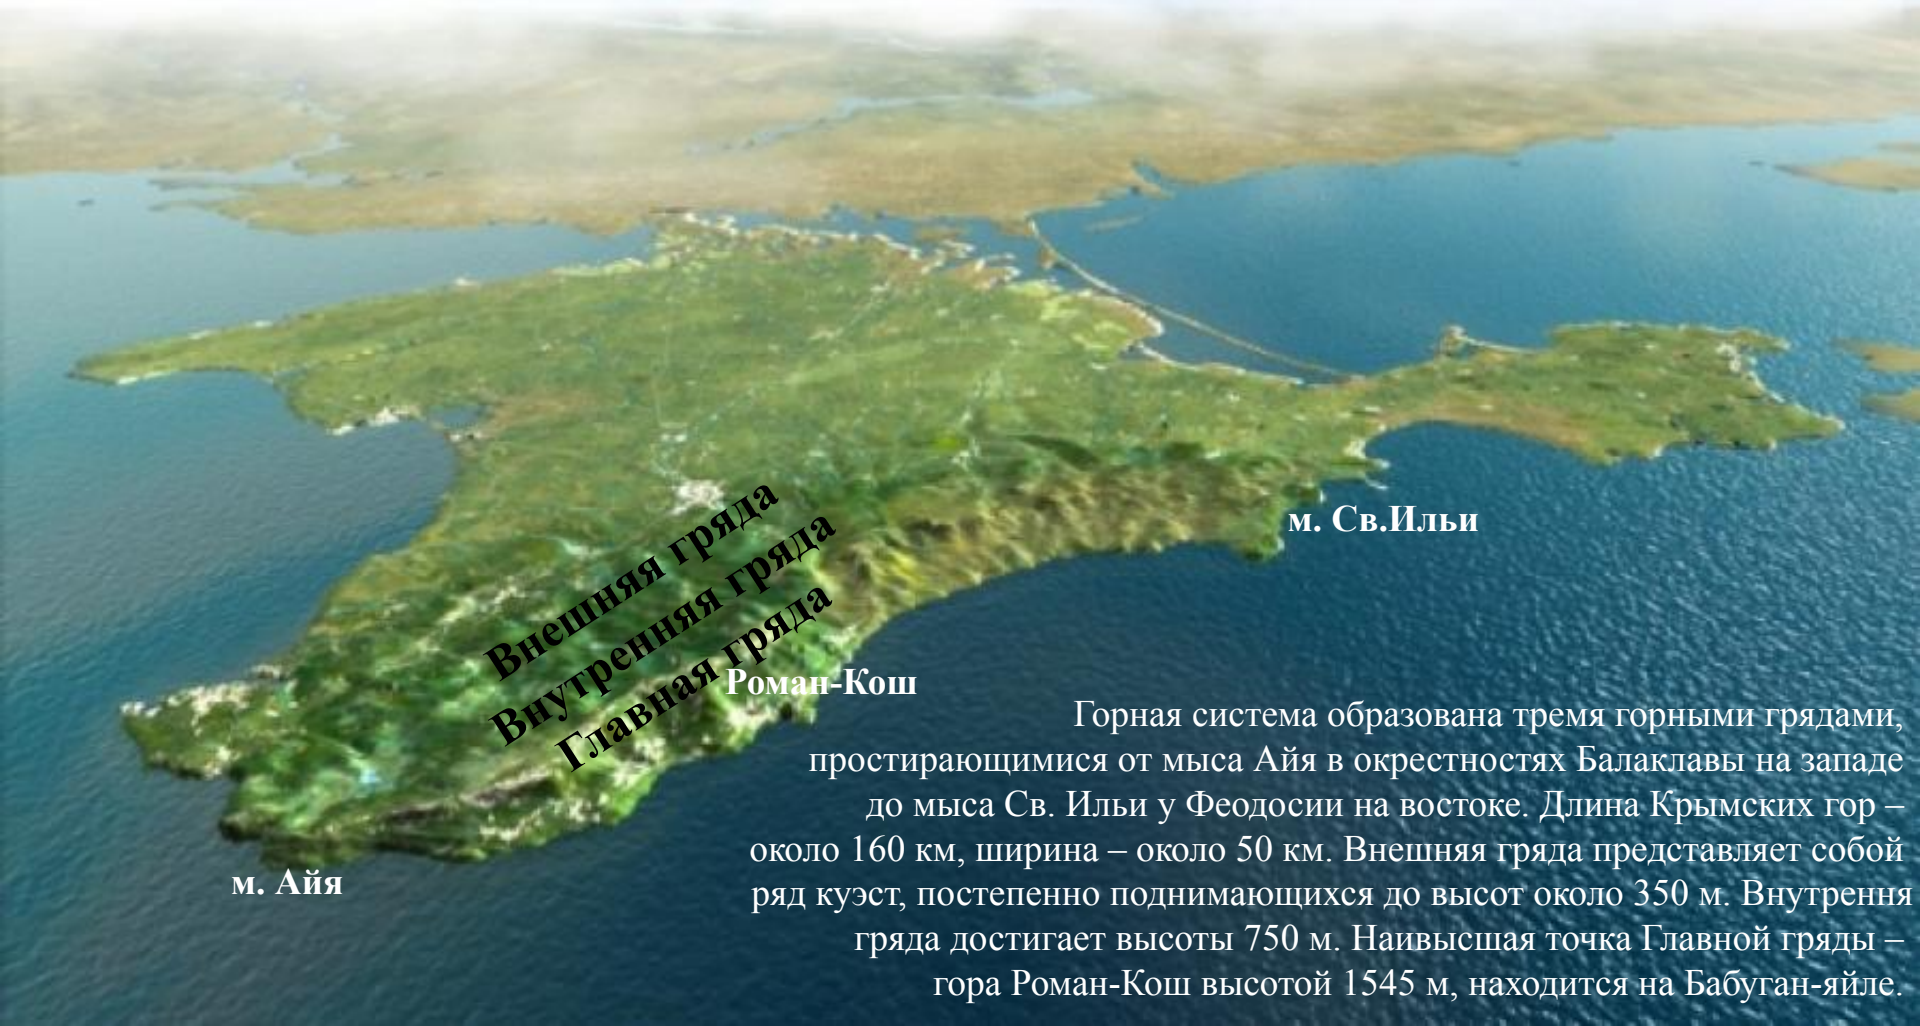 Внешняя гряда
Внутренняя гряда
Главная гряда
м. Св.Ильи
Роман-Кош
м. Айя
Горная система образована тремя горными грядами,
простирающимися от мыса Айя в окрестностях Балаклавы на западе
до мыса Св. Ильи у Феодосии на востоке. Длина Крымских гор –
около 160 км, ширина – около 50 км. Внешняя гряда представляет собой
ряд куэст, постепенно поднимающихся до высот около 350 м. Внутрення
гряда достигает высоты 750 м. Наивысшая точка Главной гряды –
гора Роман-Кош высотой 1545 м, находится на Бабуган-яйле.